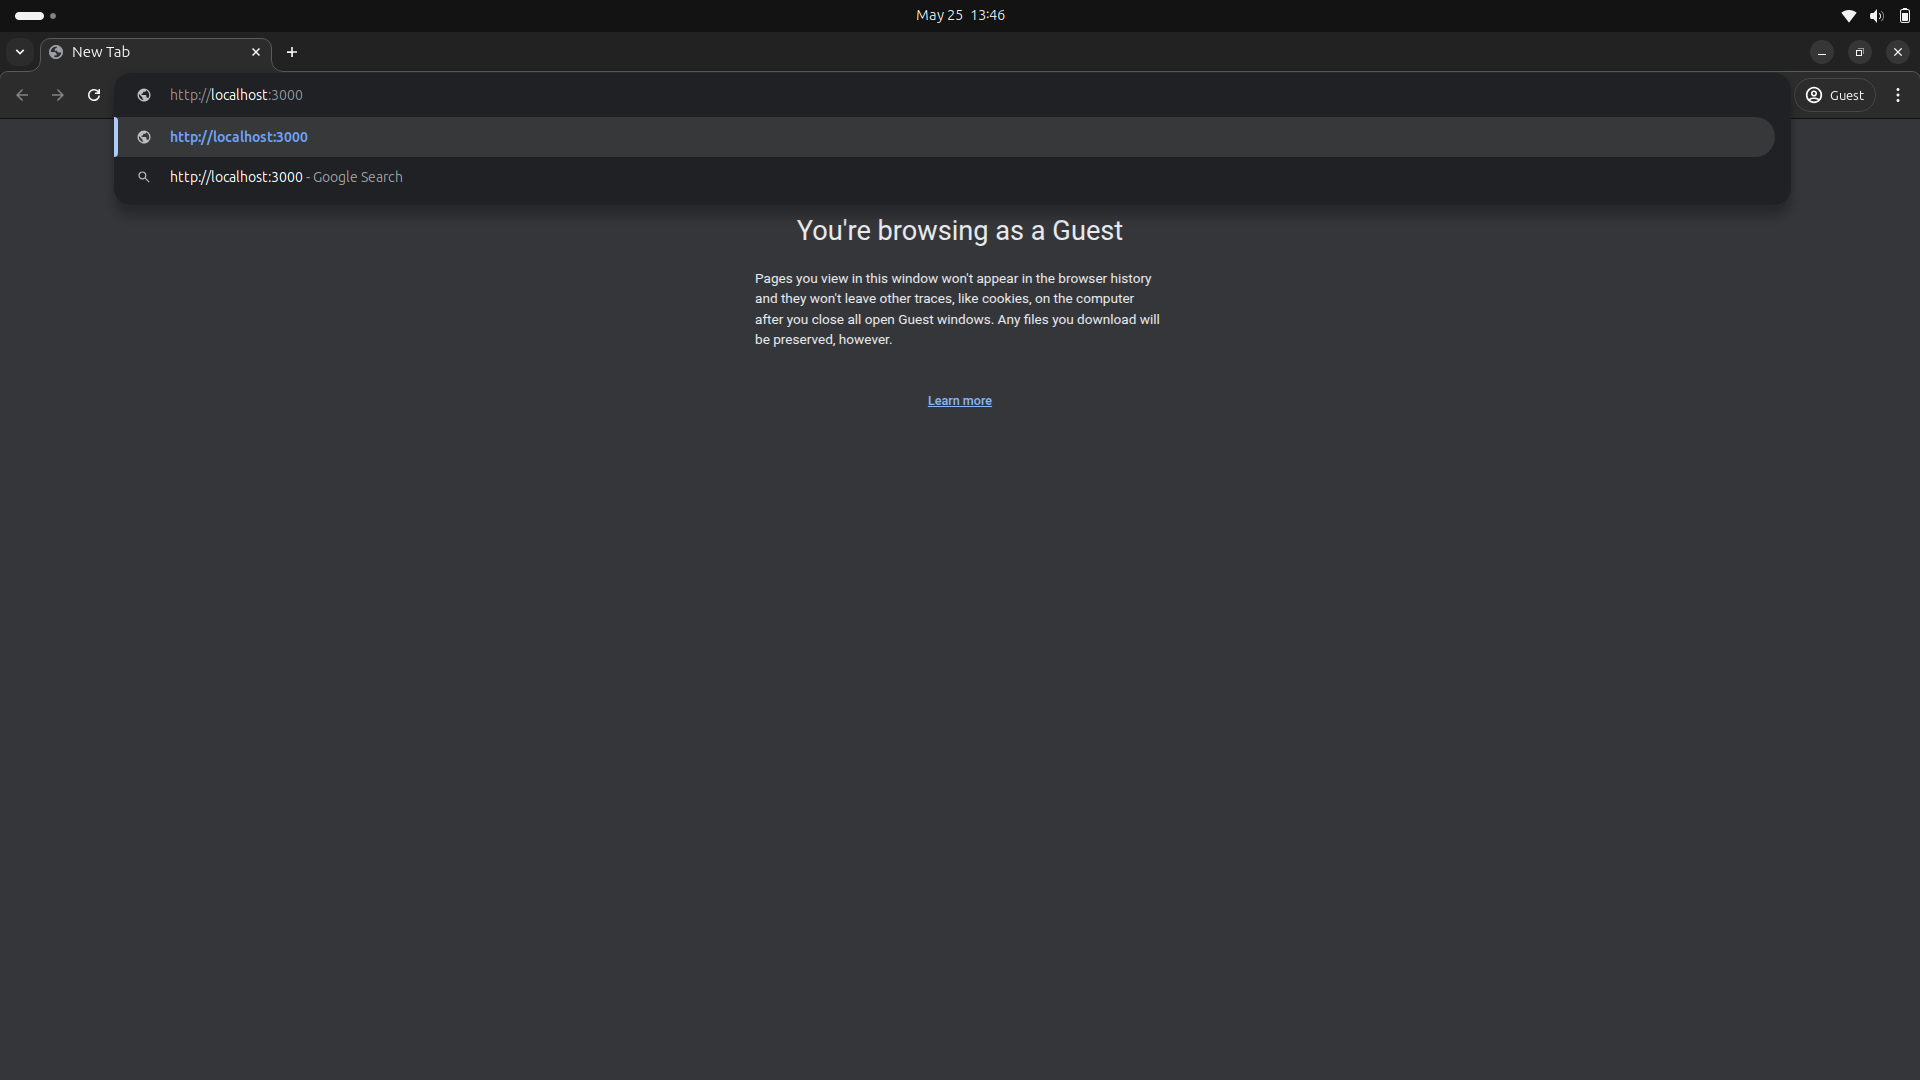 May 25 13:46
New Tab
http://localhost:3000
Guest
http://localhost:3000
http://localhost:3000 - Google Search
You're browsing as a Guest
Pages you view in this window won't appear in the browser history
and they won't leave other traces, like cookies, on the computer
after you close all open Guest windows. Any files you download will
be preserved, however.
Learn more